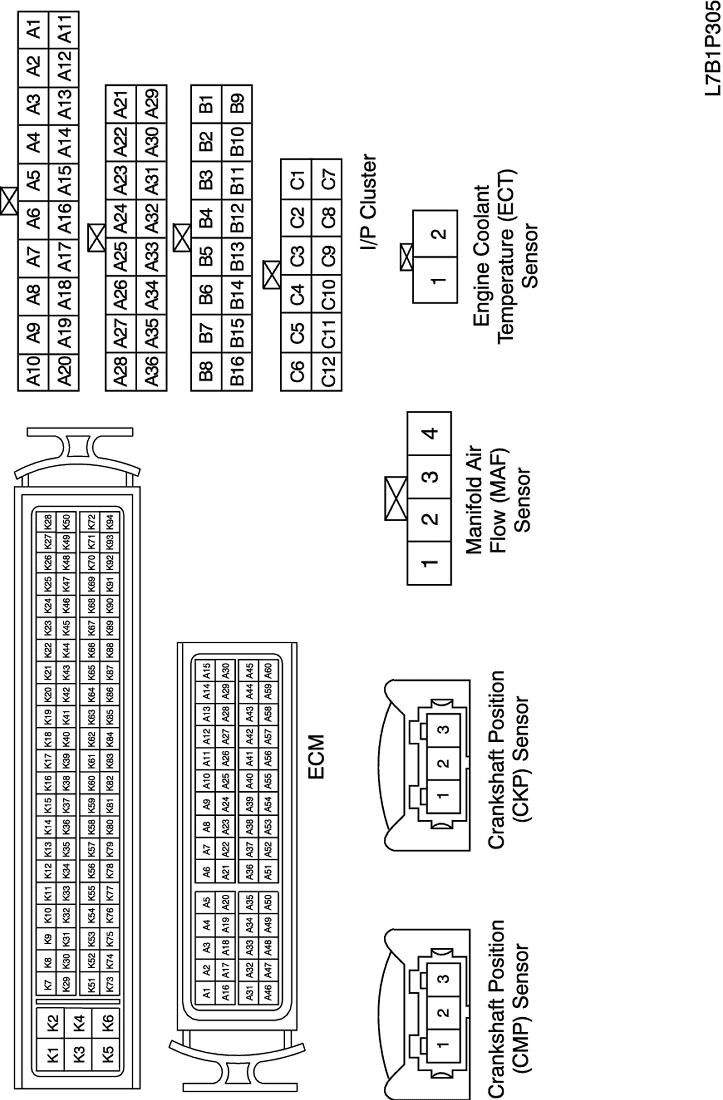 K1 K2
K3 K4
K5 K6
K7 K8 K9 K10 K11 K12 K13 K14 K15 K16 K17 K18 K19 K20 K21 K22 K23 K24 K25 K26 K27 K28
K29 K30 K31 K32 K33 K34 K35 K36 K37 K38 K39 K40 K41 K42 K43 K44 K45 K46 K47 K48 K49 K50
K51 K52 K53 K54 K55 K56 K57 K58 K59 K60 K61 K62 K63 K64 K65 K66 K67 K68 K69 K70 K71 K72
K73 K74 K75 K76 K77 K78 K79 K80 K81 K82 K83 K84 K85 K86 K87 K88 K89 K90 K91 K92 K93 K94
A1 A2 A3 A4 A5 A6 A7 A8 A9 A10 A11 A12 A13 A14 A15
A16 A17 A18 A19 A20 A21 A22 A23 A24 A25 A26 A27 A28 A29 A30
A31 A32 A33 A34 A35 A36 A37 A38 A39 A40 A41 A42 A43 A44 A45
A46 A47 A48 A49 A50 A51 A52 A53 A54 A55 A56 A57 A58 A59 A60
ECM
A10 A9 A8 A7 A6 A5 A4 A3 A2 A1
A20 A19 A18 A17 A16 A15 A14 A13 A12 A11
A28 A27 A26 A25 A24 A23 A22 A21
A36 A35 A34 A33 A32 A31 A30 A29
B8 B7 B6 B5 B4 B3 B2 B1
B16 B15 B14 B13 B12 B11 B10 B9
C6 C5 C4 C3 C2 C1
C12 C11 C10 C9 C8 C7
I/P Cluster
1 2 3
Crankshaft Position
(CMP) Sensor
1 2 3
Crankshaft Position
(CKP) Sensor
1 2 3 4
Manifold Air
Flow (MAF)
Sensor
1 2
Engine Coolant
Temperature (ECT)
Sensor
L7B1P305